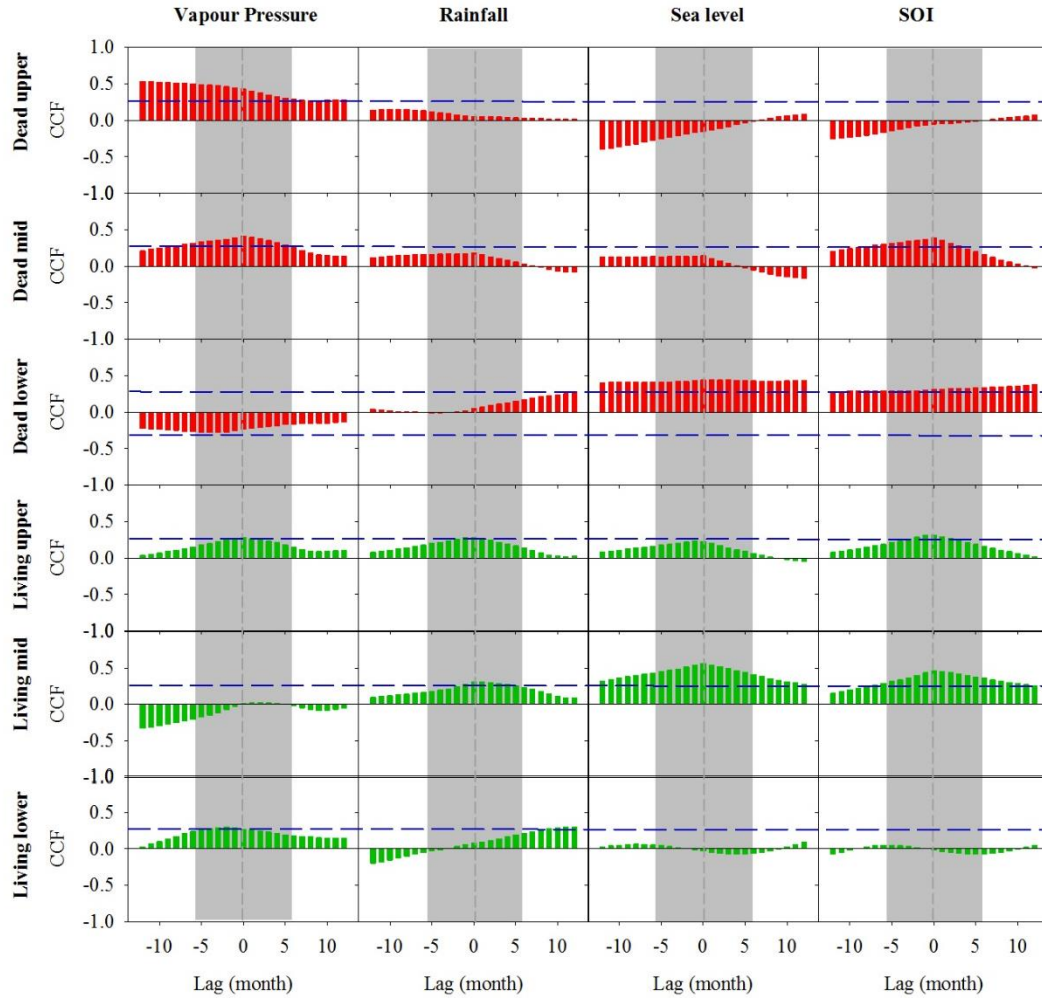 Vapour Pressure Rainfall Sea level SOI
Dead upper
CCF
1.0
0.5
0.0
-0.5
-1.0
Dead mid
CCF
0.5
0.0
-0.5
-1.0
Dead lower
CCF
0.5
0.0
-0.5
-1.0
Living upper
CCF
0.5
0.0
-0.5
-1.0
Living mid
CCF
0.5
0.0
-0.5
-1.0
Living lower
CCF
0.5
0.0
-0.5
-1.0
-10 -5 0 5 10 -10 -5 0 5 10 -10 -5 0 5 10 -10 -5 0 5 10
Lag (month) Lag (month) Lag (month) Lag (month)